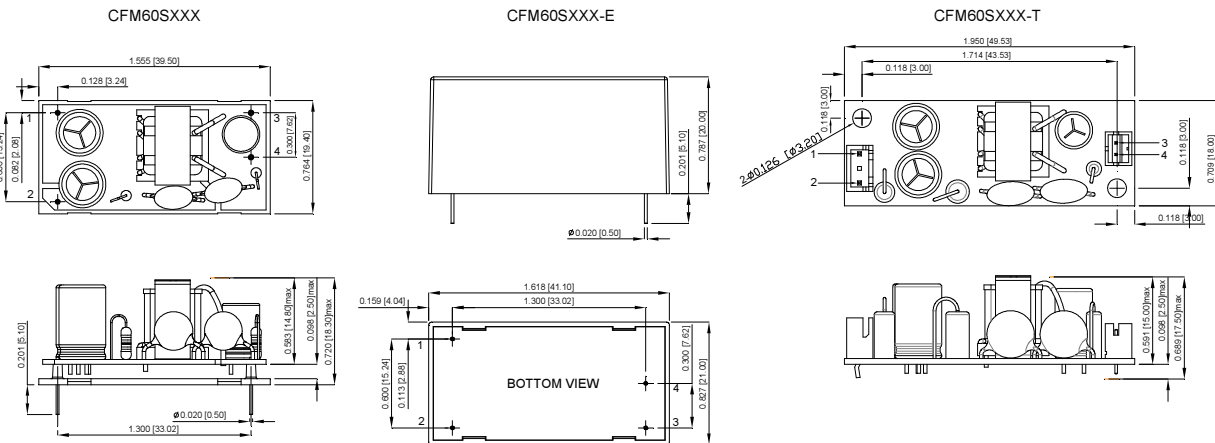 CFM60SXXX
CFM60SXXX-E
CFM60SXXX-T
1.555 [39.50]
0.128 [3.24]
1
2
3
4
0.082 [2.08]
0.300 [7.62]
0.764 [19.40]
0.201 [5.10]
0.787 [20.00]
ø0.020 [0.50]
1.950 [49.53]
1.714 [43.53]
0.118 [3.00]
0.118 [3.00]
2-ø0.126 [ø3.20]
1
2
3
4
0.118 [3.00]
0.709 [18.00]
0.118 [3.00]
0.201 [5.10]
0.583 [14.80]max
0.098 [2.50]max
0.720 [18.30]max
ø0.020 [0.50]
1.300 [33.02]
1.618 [41.10]
0.159 [4.04]
1.300 [33.02]
1
2
3
4
0.600 [15.24]
0.113 [2.88]
BOTTOM VIEW
0.300 [7.62]
0.827 [21.00]
0.591 [15.00]max
0.098 [2.50]max
0.689 [17.50]max